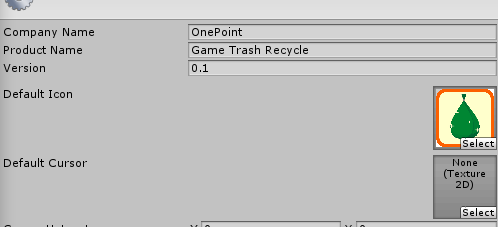 Company Name OnePoint
Product Name Game Trash Recycle
Version 0.1
Default Icon
Select
Default Cursor
None
(Texture
2D)
Select